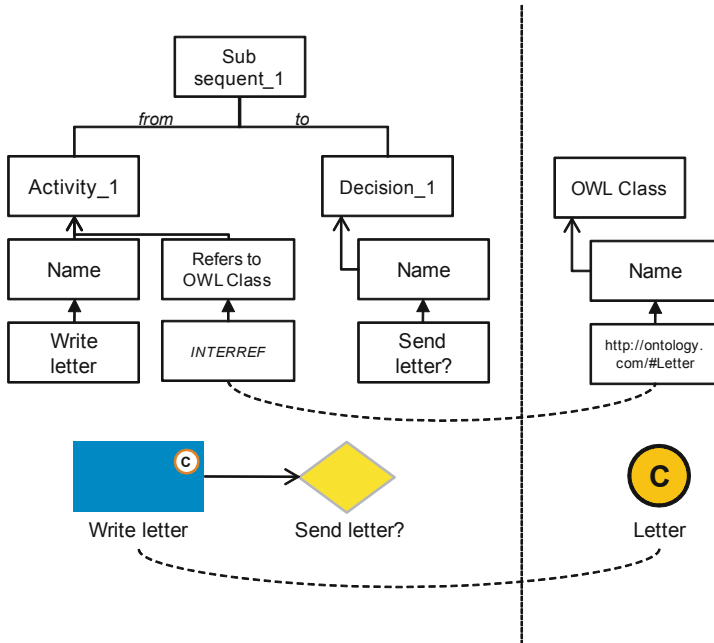 Sub
sequent_1
from
to
Activity_1
Decision_1
OWL Class
Name
Refers to
OWL Class
Name
Name
Write
letter
INTERREF
Send
letter?
http://ontology.
com/#Letter
C
C
Write letter
Send letter?
Letter